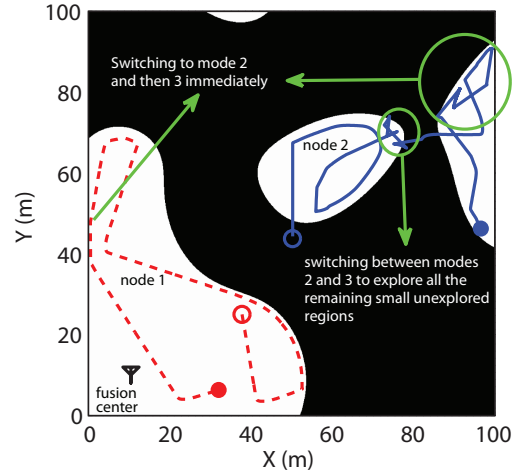 100
80
60
40
20
0
Y (m)
Switching to mode 2
and then 3 immediately
node 2
node 1
switching between modes
2 and 3 to explore all the
remaining small unexplored
regions
fusion
center
0
20
40
60
80
100
X (m)